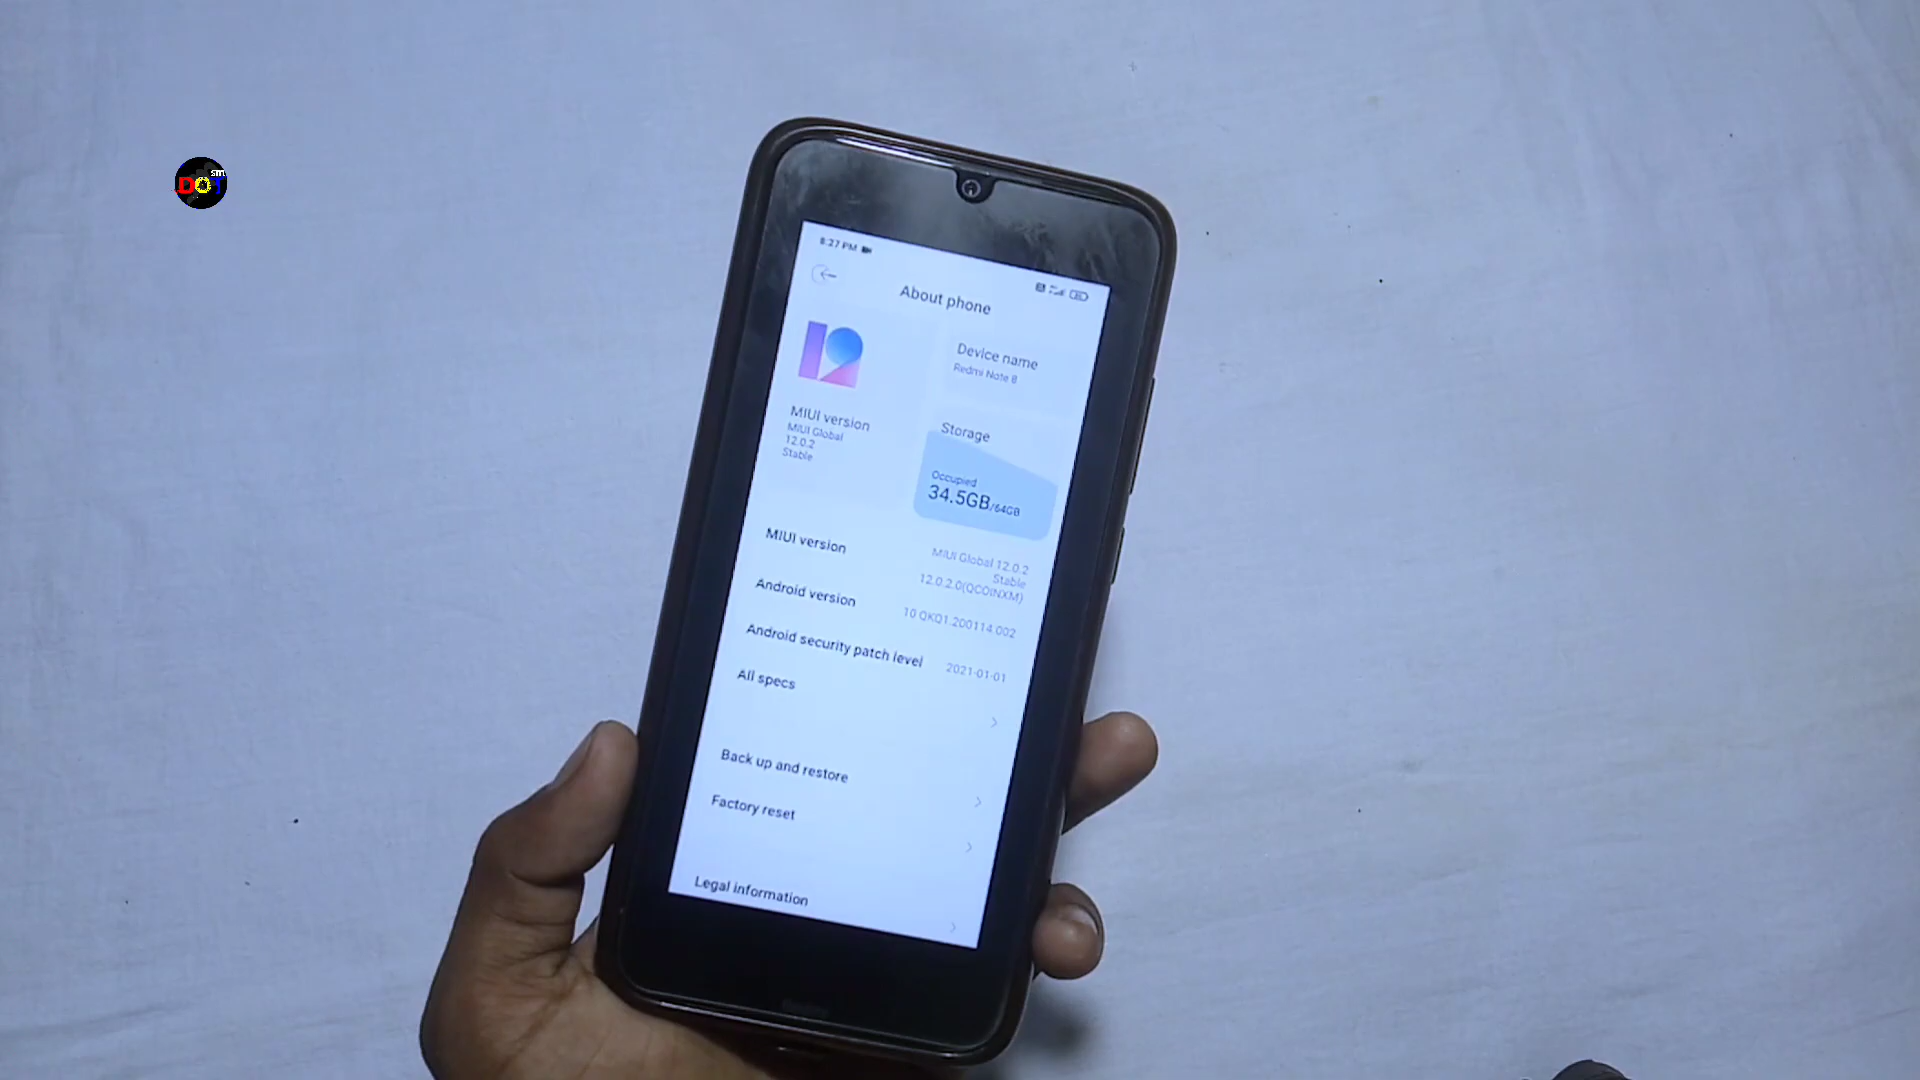 DOT
sm
8:27 PM
About phone
Device name
Redmi Note 8
MIUI version
MIUI Global
12.0.2
Stable
Storage
Occupied
34.5GB/64GB
MIUI version
MIUI Global 12.0.2
Stable
12.0.2.0(QCOINXM)
Android version
10 QKQ1.200114.002
Android security patch level
2021-01-01
All specs
Back up and restore
Factory reset
Legal information